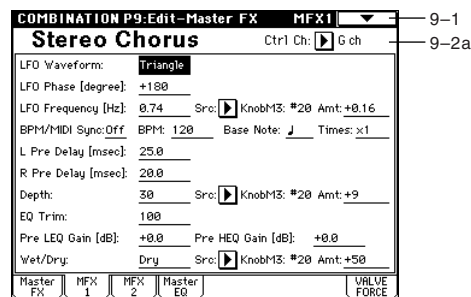 COMBINATION P9:Edit-Master FX MFX1
9–1
Stereo Chorus Ctrl Ch: G ch
9–2a
LFO Waveform: Triangle
LFO Phase [degree]: +180
LFO Frequency [Hz]: 0.74 Src: KnobM3: #20 Amt: +0.16
BPM/MIDI Sync: Off BPM: 120 Base Note: ♩ Times: ×1
L Pre Delay [msec]: 25.0
R Pre Delay [msec]: 20.0
Depth: 30 Src: KnobM3: #20 Amt: +9
EQ Trim: 100
Pre LEQ Gain [dB]: +0.0 Pre HEQ Gain [dB]: +0.0
Wet/Dry: Dry Src: KnobM3: #20 Amt: +50
Master FX MFX 1 MFX 2 Master EQ VALVE FORCE